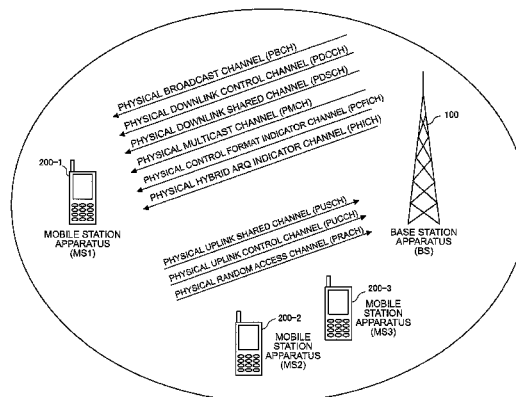 PHYSICAL BROADCAST CHANNEL (PBCH)
PHYSICAL DOWNLINK CONTROL CHANNEL (PDCCH)
PHYSICAL DOWNLINK SHARED CHANNEL (PDSCH)
PHYSICAL MULTICAST CHANNEL (PMCH)
PHYSICAL CONTROL FORMAT INDICATOR CHANNEL (PCFICH)
PHYSICAL HYBRID ARQ INDICATOR CHANNEL (PHICH)
100
200-1
MOBILE STATION
APPARATUS (MS1)
BASE STATION
APPARATUS
(BS)
PHYSICAL UPLINK SHARED CHANNEL (PUSCH)
PHYSICAL UPLINK CONTROL CHANNEL (PUCCH)
PHYSICAL RANDOM ACCESS CHANNEL (PRACH)
200-3
MOBILE
STATION
APPARATUS
(MS3)
200-2
MOBILE
STATION
APPARATUS
(MS2)